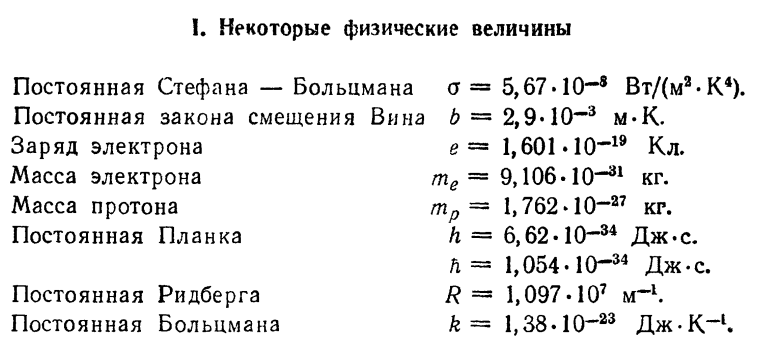 I. Некоторые физические величины
Постоянная Стефана — Больцмана σ = 5,67·10⁻⁸ Вт/(м²·К⁴).
Постоянная закона смещения Вина b = 2,9·10⁻³ м·К.
Заряд электрона e = 1,601·10⁻¹⁹ Кл.
Масса электрона mₑ = 9,106·10⁻³¹ кг.
Масса протона mₚ = 1,762·10⁻²⁷ кг.
Постоянная Планка h = 6,62·10⁻³⁴ Дж·с.
ħ = 1,054·10⁻³⁴ Дж·с.
Постоянная Ридберга R = 1,097·10⁷ м⁻¹.
Постоянная Больцмана k = 1,38·10⁻²³ Дж·К⁻¹.